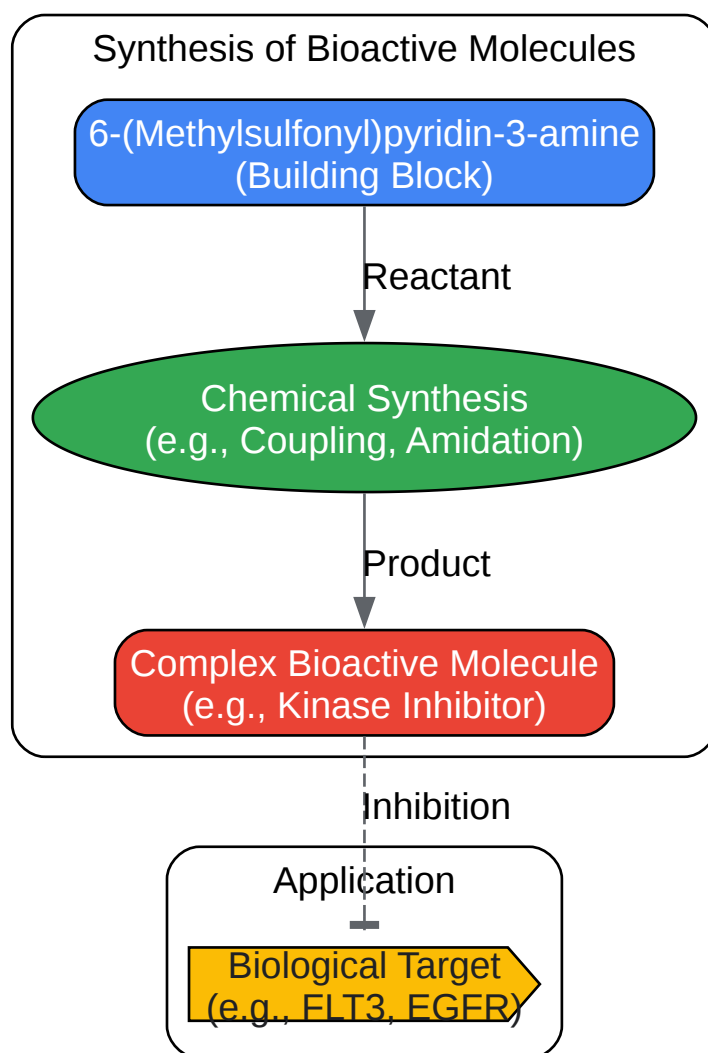 Synthesis of Bioactive Molecules
6-(Methylsulfonyl)pyridin-3-amine
(Building Block)
Reactant
Chemical Synthesis
(e.g., Coupling, Amidation)
Product
Complex Bioactive Molecule
(e.g., Kinase Inhibitor)
Inhibition
Application
Biological Target
(e.g., FLT3, EGFR)